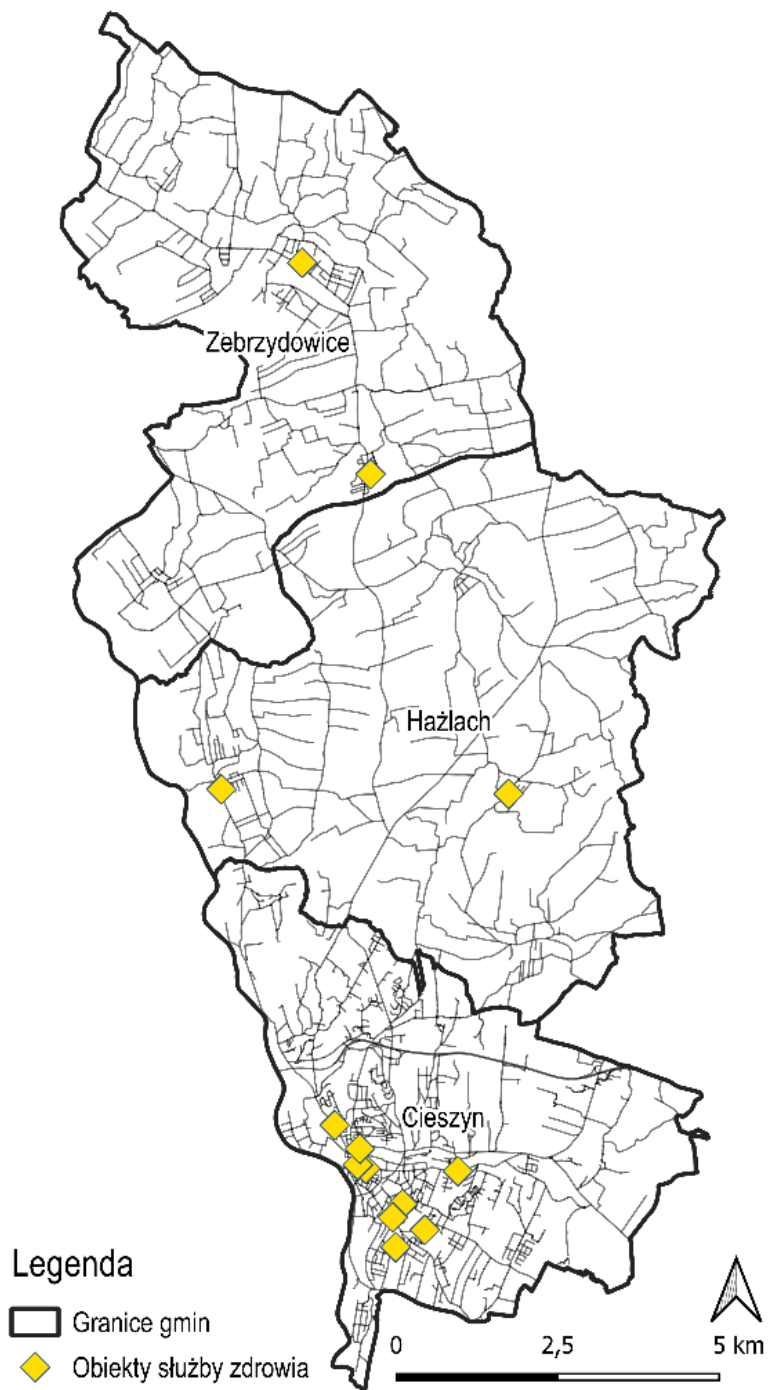 Zebrzydowice
Hażlach
Cieszyn
Legenda
Granice gmin
Obiekty służby zdrowia
0 2,5 5 km